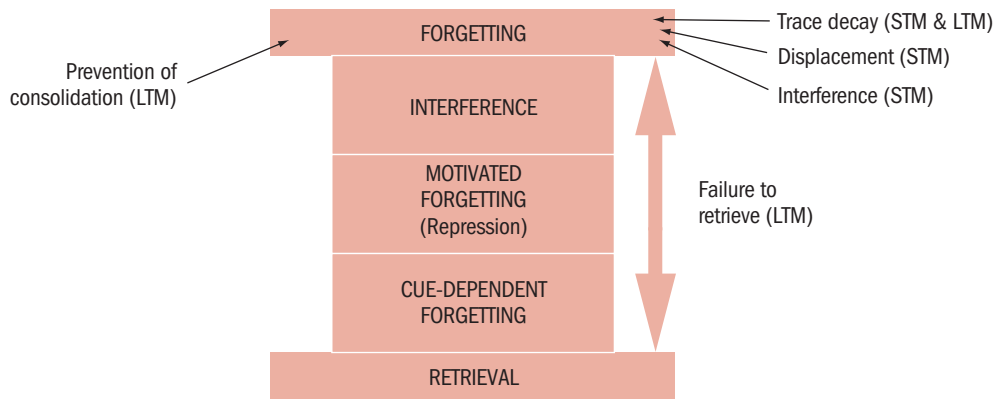 FORGETTING
Trace decay (STM & LTM)
Displacement (STM)
Interference (STM)
Prevention of
consolidation (LTM)
INTERFERENCE
MOTIVATED
FORGETTING
(Repression)
Failure to
retrieve (LTM)
CUE-DEPENDENT
FORGETTING
RETRIEVAL